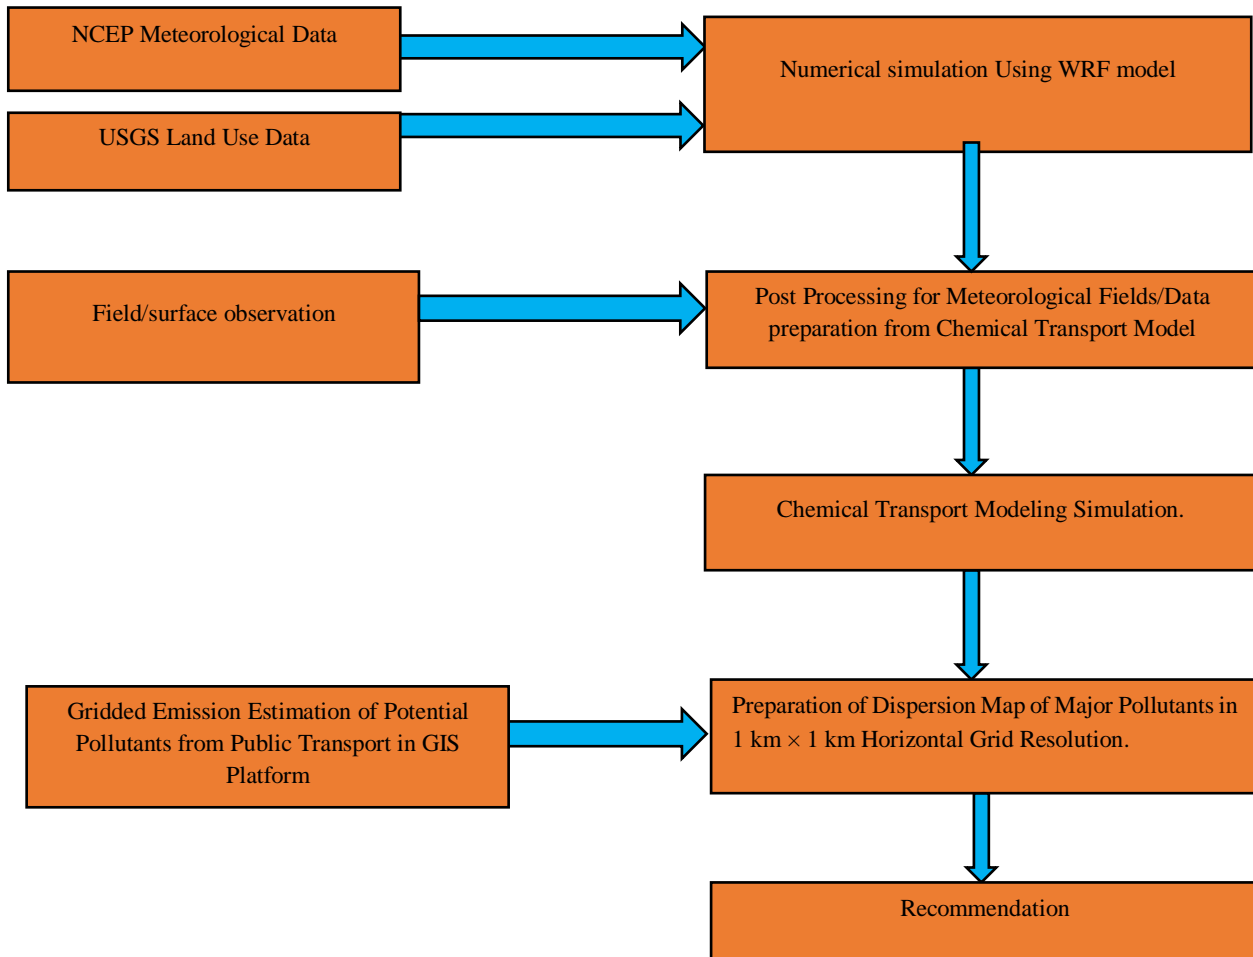 NCEP Meteorological Data
Numerical simulation Using WRF model
USGS Land Use Data
Field/surface observation
Post Processing for Meteorological Fields/Data
preparation from Chemical Transport Model
Chemical Transport Modeling Simulation.
Gridded Emission Estimation of Potential
Pollutants from Public Transport in GIS
Platform
Preparation of Dispersion Map of Major Pollutants in
1 km × 1 km Horizontal Grid Resolution.
Recommendation